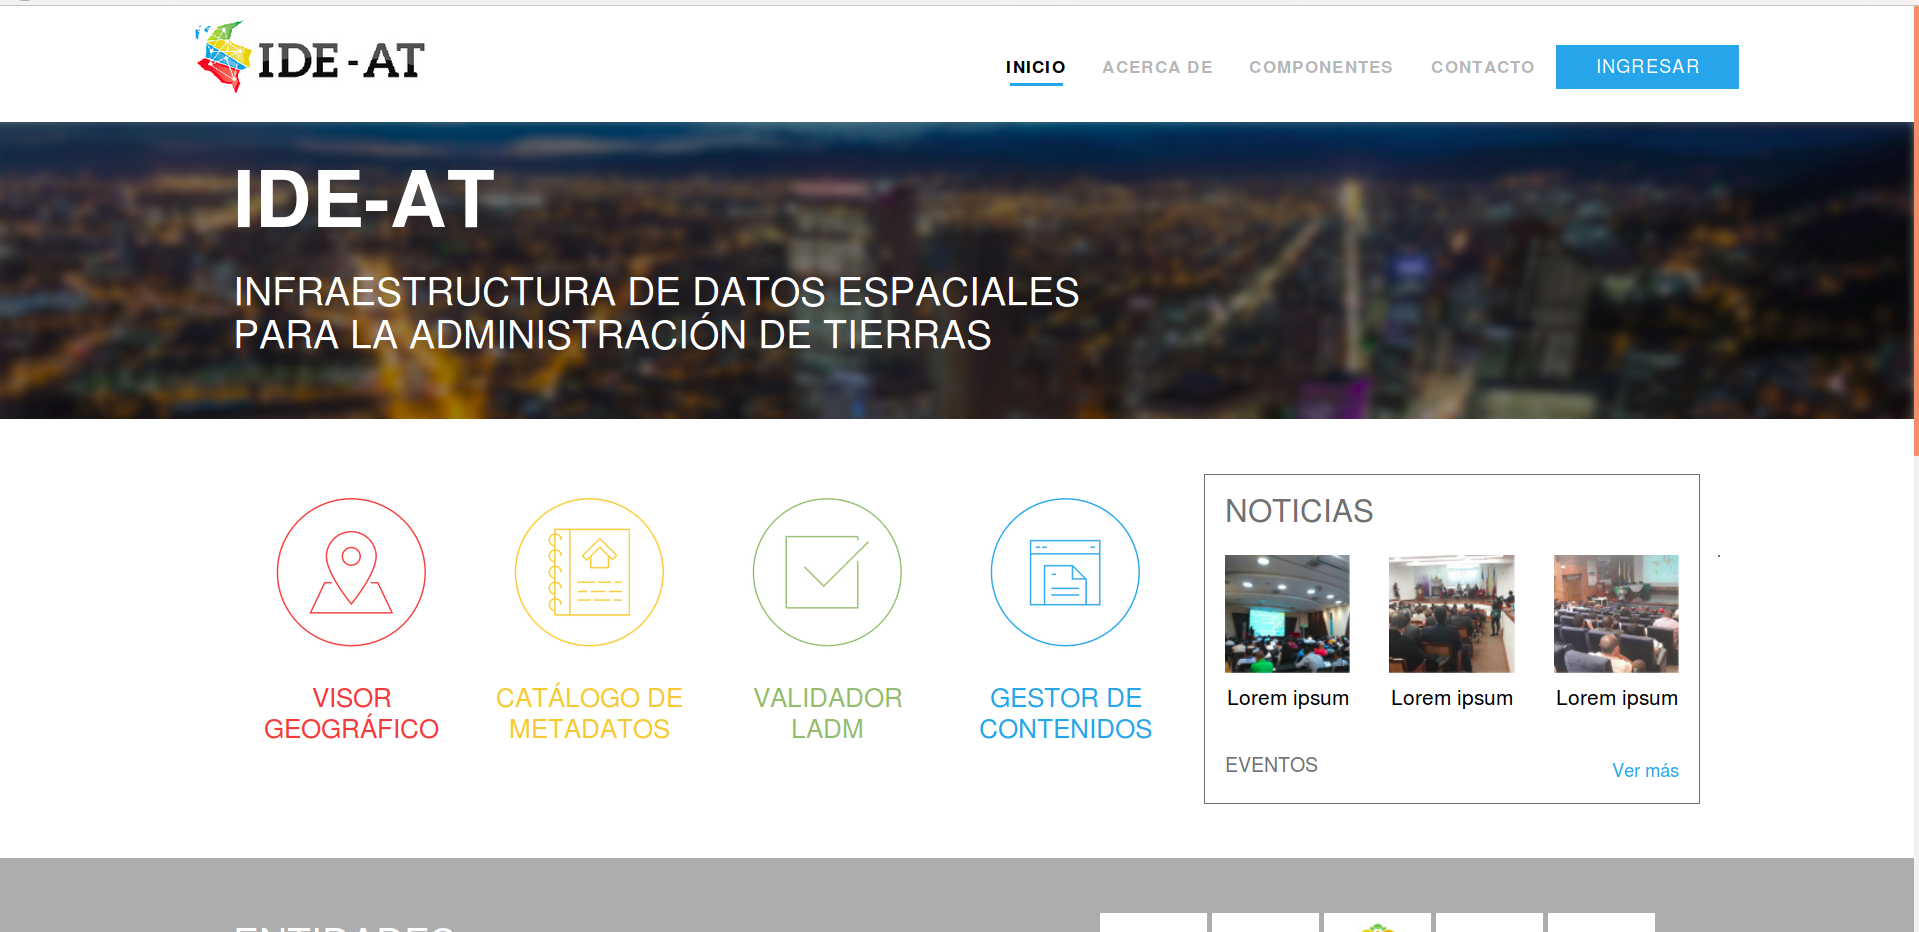 IDE-AT
INICIO
ACERCA DE
COMPONENTES
CONTACTO
INGRESAR
IDE-AT
INFRAESTRUCTURA DE DATOS ESPACIALES
PARA LA ADMINISTRACIÓN DE TIERRAS
VISOR
GEOGRÁFICO
CATÁLOGO DE
METADATOS
VALIDADOR
LADM
GESTOR DE
CONTENIDOS
NOTICIAS
Lorem ipsum
Lorem ipsum
Lorem ipsum
EVENTOS
Ver más
ENTIDADES